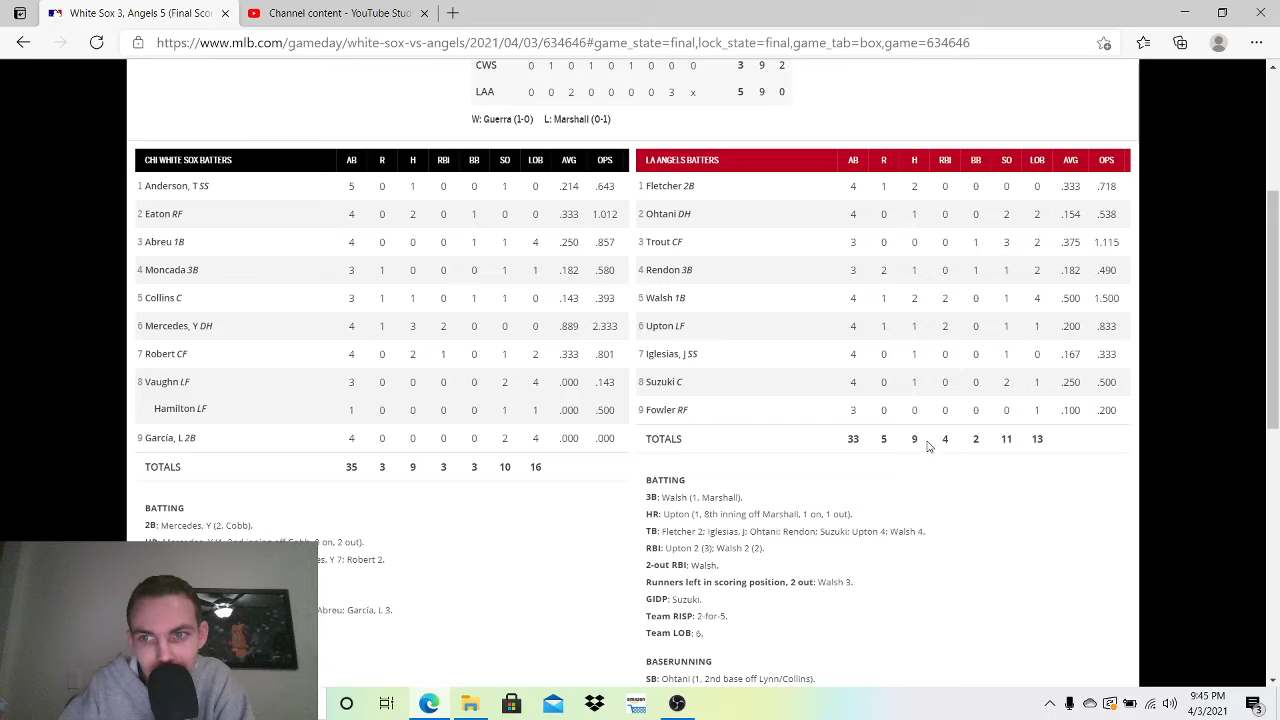 Chi White Sox vs. Angels
Channel content - YouTube Stud
https://www.mlb.com/gameday/white-sox-vs-angels/2021/04/03/634646#game_state=final,lock_state=final,game_tab=box,game=634646
CWS 0 1 0 1 0 1 0 0 0 3 9 2
LAA 0 0 2 0 0 0 0 3 x 5 9 0
W: Guerra (1-0) L: Marshall (0-1)
CHI WHITE SOX BATTERS AB R H RBI BB SO LOB AVG OPS
1 Anderson, T SS 5 0 1 0 0 1 0 .214 .643
2 Eaton RF 4 0 2 0 1 0 0 .333 1.012
3 Abreu 1B 4 0 0 0 1 1 4 .250 .857
4 Moncada 3B 3 1 0 0 0 1 1 .182 .580
5 Collins C 3 1 1 0 1 1 0 .143 .393
6 Mercedes, Y DH 4 1 3 2 0 0 0 .889 2.333
7 Robert CF 4 0 2 1 0 1 2 .333 .801
8 Vaughn LF 3 0 0 0 0 2 4 .000 .143
Hamilton LF 1 0 0 0 0 1 1 .000 .500
9 García, L 2B 4 0 0 0 0 2 4 .000 .000
TOTALS 35 3 9 3 3 10 16
BATTING
2B: Mercedes, Y (2, Cobb).
0 on, 2 out).
es, Y 7; Robert 2.
Abreu; García, L 3.
LA ANGELS BATTERS AB R H RBI BB SO LOB AVG OPS
1 Fletcher 2B 4 1 2 0 0 0 0 .333 .718
2 Ohtani DH 4 0 1 0 0 2 2 .154 .538
3 Trout CF 3 0 0 0 1 3 2 .375 1.115
4 Rendon 3B 3 2 1 0 1 1 2 .182 .490
5 Walsh 1B 4 1 2 2 0 1 4 .500 1.500
6 Upton LF 4 1 1 2 0 1 1 .200 .833
7 Iglesias, J SS 4 0 1 0 0 1 0 .167 .333
8 Suzuki C 4 0 1 0 0 2 1 .250 .500
9 Fowler RF 3 0 0 0 0 0 1 .100 .200
TOTALS 33 5 9 4 2 11 13
BATTING
3B: Walsh (1, Marshall).
HR: Upton (1, 8th inning off Marshall, 1 on, 1 out).
TB: Fletcher 2; Iglesias, J; Ohtani; Rendon; Suzuki; Upton 4; Walsh 4.
RBI: Upton 2 (3); Walsh 2 (2).
2-out RBI: Walsh.
Runners left in scoring position, 2 out: Walsh 3.
GIDP: Suzuki.
Team RISP: 2-for-5.
Team LOB: 6.
BASERUNNING
SB: Ohtani (1, 2nd base off Lynn/Collins).
amazon
9:45 PM
4/3/2021
3